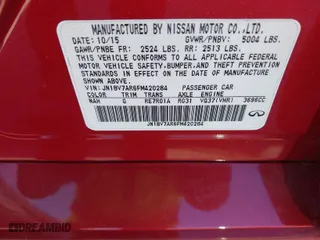 MANUFACTURED BY NISSAN MOTOR CO., LTD.
DATE: 10/15 GVWR/PNBV: 5004 LBS.
GAWR/PNBE FR: 2524 LBS. RR: 2513 LBS.
THIS VEHICLE CONFORMS TO ALL APPLICABLE
FEDERAL MOTOR VEHICLE SAFETY, BUMPER, AND THEFT
PREVENTION STANDARDS IN EFFECT ON THE DATE OF
MANUFACTURE SHOWN ABOVE.
VIN: JN1BV7AR6FM420284 PASSENGER CAR
COLOR TRIM TRANS AXLE ENGINE
NAH G RE7R01A RG31 VQ37(VHR) 3696CC
JN1BV7AR6FM420284
INFINITI
DREAMBID